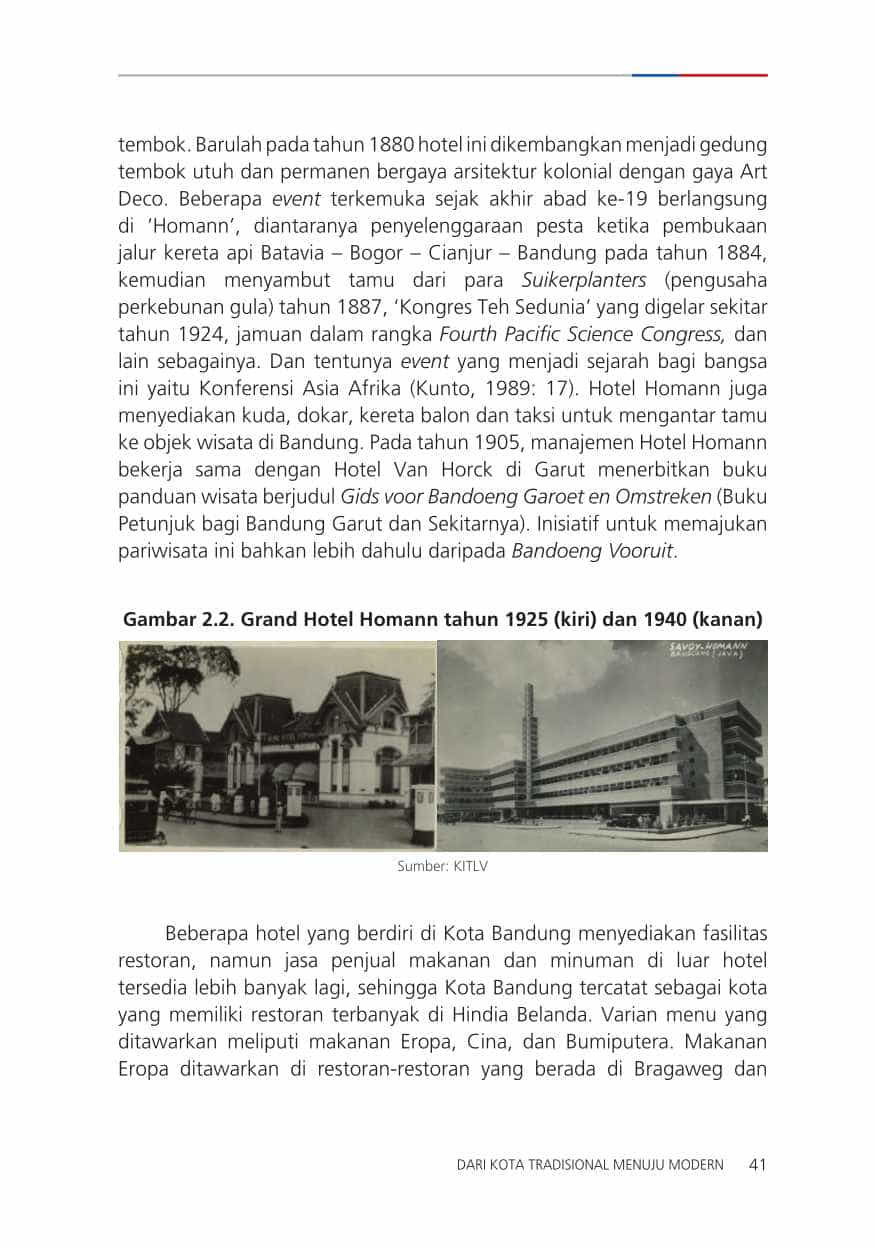 tembok. Barulah pada tahun 1880 hotel ini dikembangkan menjadi gedung
tembok utuh dan permanen bergaya arsitektur kolonial dengan gaya Art
Deco. Beberapa event terkemuka sejak akhir abad ke-19 berlangsung
di ‘Homann’, diantaranya penyelenggaraan pesta ketika pembukaan
jalur kereta api Batavia – Bogor – Cianjur – Bandung pada tahun 1884,
kemudian menyambut tamu dari para Suikerplanters (pengusaha
perkebunan gula) tahun 1887, ‘Kongres Teh Sedunia’ yang digelar sekitar
tahun 1924, jamuan dalam rangka Fourth Pacific Science Congress, dan
lain sebagainya. Dan tentunya event yang menjadi sejarah bagi bangsa
ini yaitu Konferensi Asia Afrika (Kunto, 1989: 17). Hotel Homann juga
menyediakan kuda, dokar, kereta balon dan taksi untuk mengantar tamu
ke objek wisata di Bandung. Pada tahun 1905, manajemen Hotel Homann
bekerja sama dengan Hotel Van Horck di Garut menerbitkan buku
panduan wisata berjudul Gids voor Bandoeng Garoet en Omstreken (Buku
Petunjuk bagi Bandung Garut dan Sekitarnya). Inisiatif untuk memajukan
pariwisata ini bahkan lebih dahulu daripada Bandoeng Vooruit.
Gambar 2.2. Grand Hotel Homann tahun 1925 (kiri) dan 1940 (kanan)
SAVOY-HOMANN
BANDOENG (JAVA)
Sumber: KITLV
Beberapa hotel yang berdiri di Kota Bandung menyediakan fasilitas
restoran, namun jasa penjual makanan dan minuman di luar hotel
tersedia lebih banyak lagi, sehingga Kota Bandung tercatat sebagai kota
yang memiliki restoran terbanyak di Hindia Belanda. Varian menu yang
ditawarkan meliputi makanan Eropa, Cina, dan Bumiputera. Makanan
Eropa ditawarkan di restoran-restoran yang berada di Bragaweg dan
DARI KOTA TRADISIONAL MENUJU MODERN 41